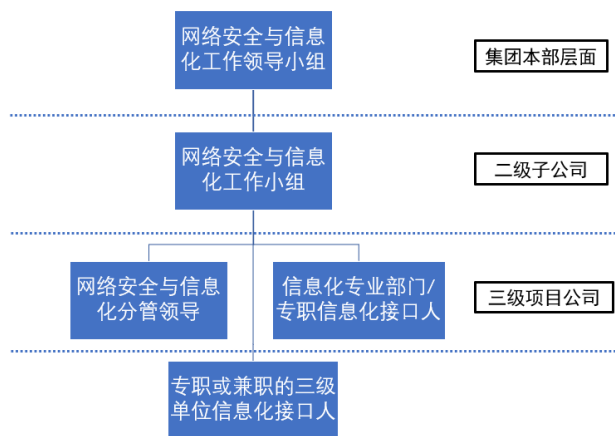 网络安全与信息
化工作领导小组
集团本部层面
网络安全与信息
化工作小组
二级子公司
网络安全与信息
化分管领导
信息化专业部门/
专职信息化接口人
三级项目公司
专职或兼职的三级
单位信息化接口人